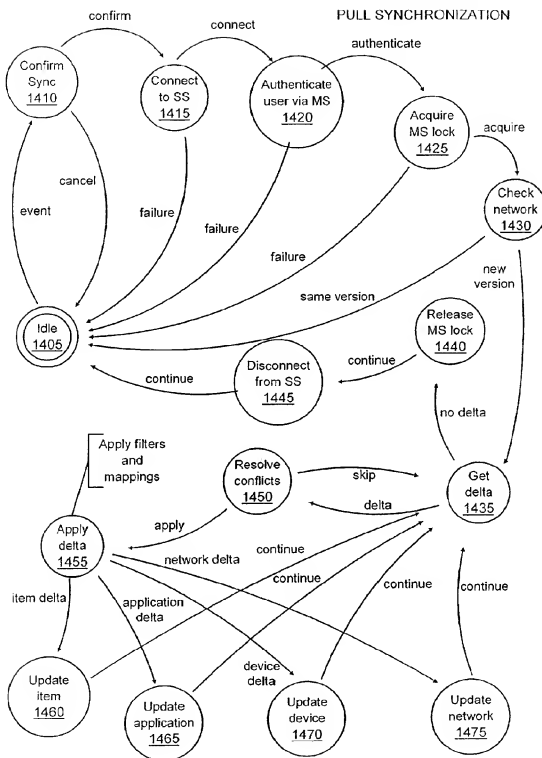 PULL SYNCHRONIZATION
confirm
connect
authenticate
Confirm
Sync
1410
Connect
to SS
1415
Authenticate
user via MS
1420
Acquire
MS lock
1425
acquire
Check
network
1430
cancel
event
failure
failure
failure
same version
new
version
Idle
1405
Release
MS lock
1440
continue
Disconnect
from SS
1445
continue
no delta
Apply filters
and
mappings
Resolve
conflicts
1450
skip
delta
Get
delta
1435
apply
Apply
delta
1455
network delta
continue
continue
continue
continue
item delta
application
delta
device
delta
Update
item
1460
Update
application
1465
Update
device
1470
Update
network
1475